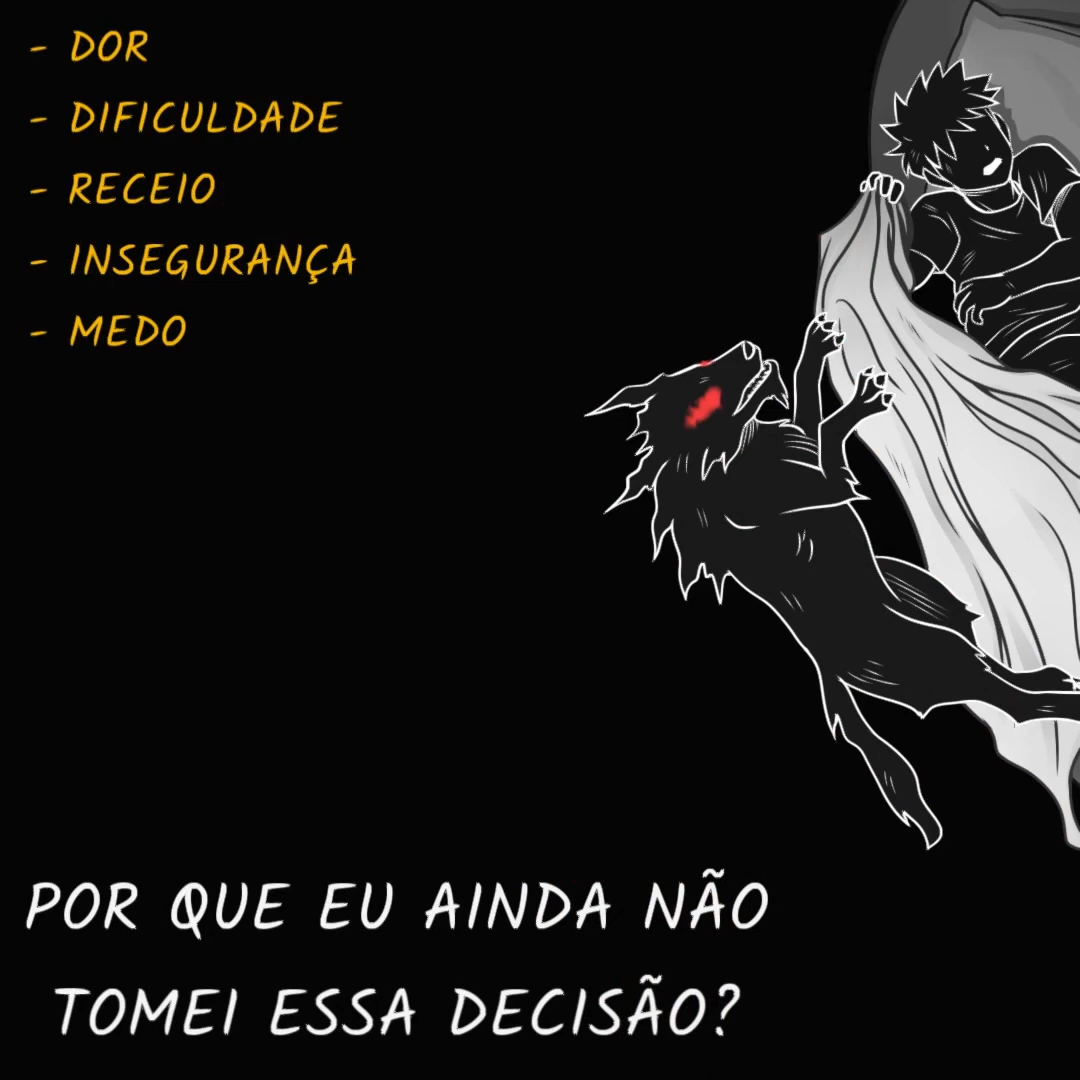 - DOR
- DIFICULDADE
- RECEIO
- INSEGURANÇA
- MEDO
POR QUE EU AINDA NÃO
TOMEI ESSA DECISÃO?